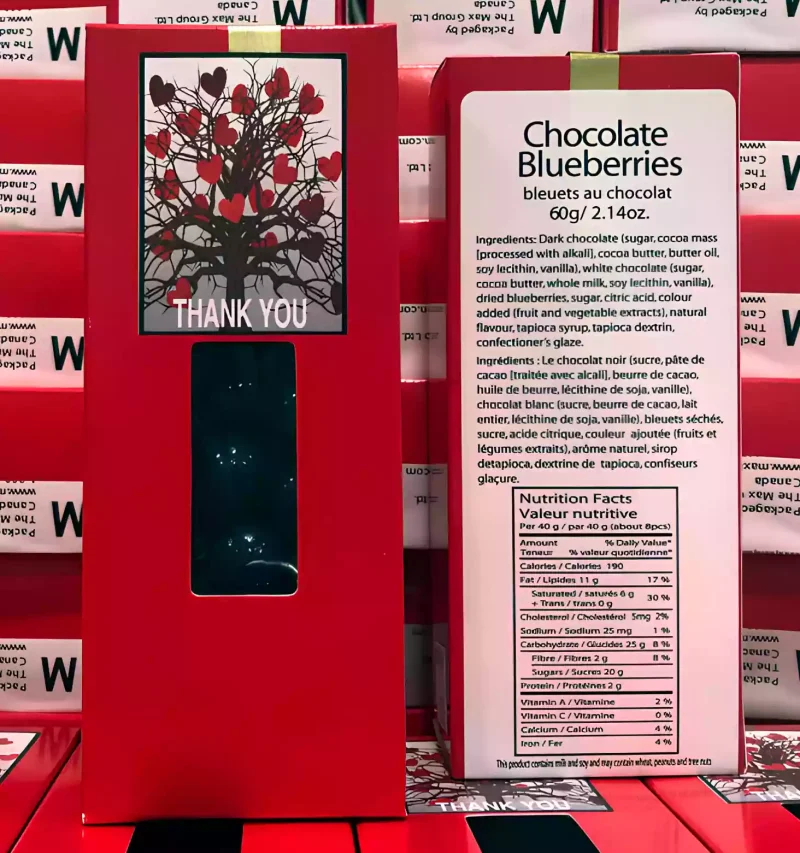 THANK YOU
Chocolate
Blueberries
bleuets au chocolat
60g/ 2.14oz.
Ingredients: Dark chocolate (sugar, cocoa mass
[processed with alkali], cocoa butter, butter oil,
soy lecithin, vanilla), white chocolate (sugar,
cocoa butter, whole milk, soy lecithin, vanilla),
dried blueberries, sugar, citric acid, colour
added (fruit and vegetable extracts), natural
flavour, tapioca syrup, tapioca dextrin,
confectioner's glaze.
Ingrédients : Le chocolat noir (sucre, pâte de
cacao [traitée avec alcali], beurre de cacao,
huile de beurre, lécithine de soja, vanille),
chocolat blanc (sucre, beurre de cacao, lait
entier, lécithine de soja, vanille), bleuets séchés,
sucre, acide citrique, couleur ajoutée (fruits et
légumes extraits), arôme naturel, sirop
detapioca, dextrine de tapioca, confiseurs
glaçure.
Nutrition Facts
Valeur nutritive
Per 40 g / par 40 g (about 8pcs)
Amount % Daily Value*
Teneur % valeur quotidienne*
Calories / Calories 190
Fat / Lipides 11 g 17 %
Saturated / saturés 6 g
+ Trans / trans 0 g 30 %
Cholesterol / Cholestérol 5mg 2%
Sodium / Sodium 25 mg 1 %
Carbohydrate / Glucides 25 g 8 %
Fibre / Fibres 2 g 8 %
Sugars / Sucres 20 g
Protein / Protéines 2 g
Vitamin A / Vitamine 2 %
Vitamin C / Vitamine 0 %
Calcium / Calcium 4 %
Iron / Fer 4 %
This product contains milk and soy and may contain wheat, peanuts and tree nuts
Packaged by
The Max Group Ltd.
Canada
THANK YOU